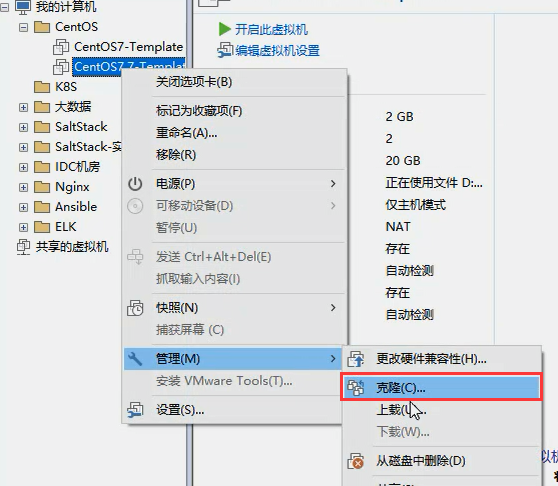 我的计算机
CentOS
CentOS7-Template
CentOS7.7-Templat
K8S
大数据
SaltStack
SaltStack-实
IDC机房
Nginx
Ansible
ELK
共享的虚拟机
开启此虚拟机
编辑虚拟机设置
2 GB
2
20 GB
正在使用文件 D:...
仅主机模式
NAT
存在
自动检测
存在
自动检测
关闭选项卡(B)
标记为收藏项(F)
重命名(A)...
移除(R)
电源(P)
可移动设备(D)
暂停(U)
发送 Ctrl+Alt+Del(E)
抓取输入内容(I)
快照(N)
捕获屏幕 (C)
管理(M)
安装 VMware Tools(T)...
设置(S)...
更改硬件兼容性(H)...
克隆(C)...
上载(U)...
下载(W)...
从磁盘中删除(D)